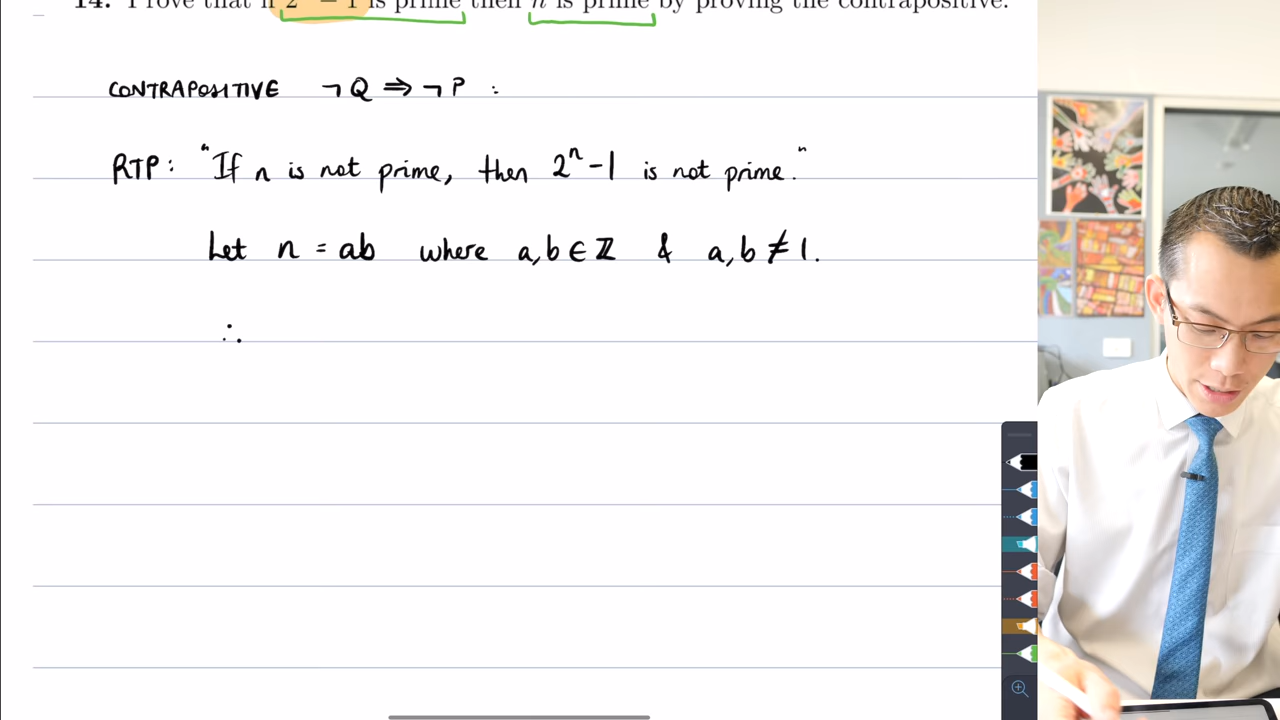 14. Prove that if 2ⁿ − 1 is prime then n is prime by proving the contrapositive.
CONTRAPOSITIVE ¬Q ⇒ ¬P :
RTP: "If n is not prime, then 2ⁿ-1 is not prime."
Let n = ab where a,b ∈ ℤ & a,b ≠ 1.
∴